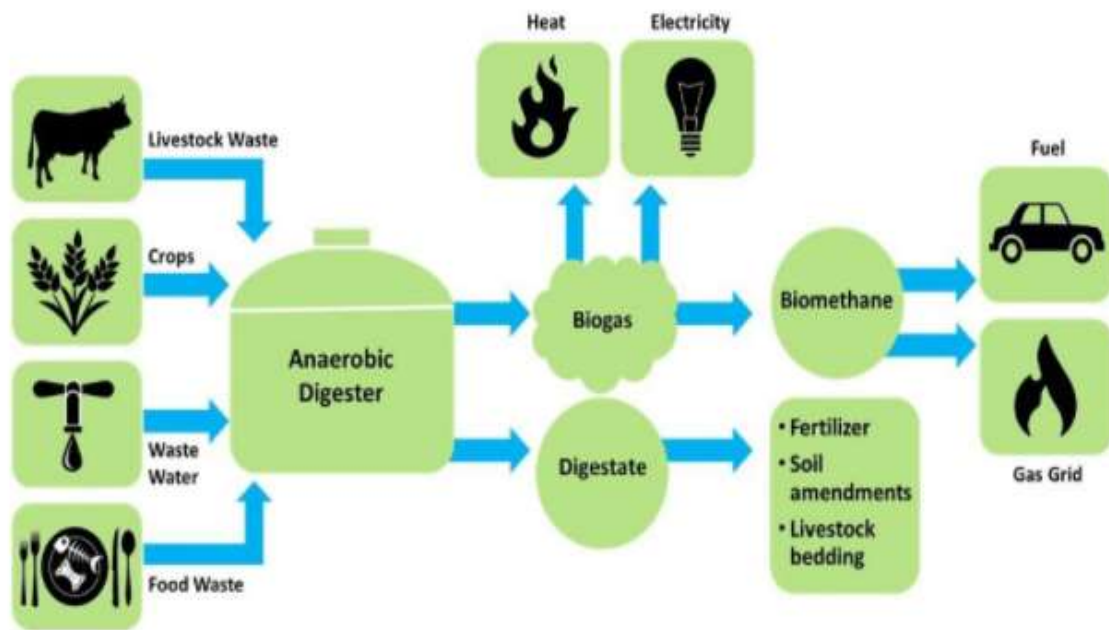 Heat
Electricity
Livestock Waste
Crops
Waste
Water
Food Waste
Anaerobic
Digester
Biogas
Digestate
Biomethane
• Fertilizer
• Soil
amendments
• Livestock
bedding
Fuel
Gas Grid